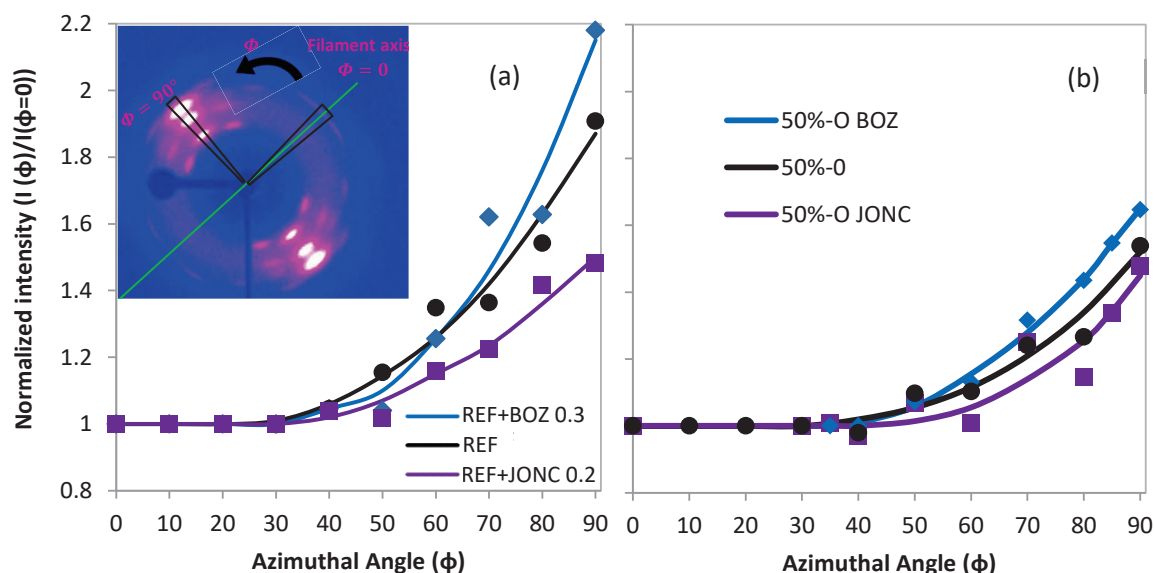 Normalized intensity (I (ϕ)/I(ϕ=0))
2.2
2
1.8
1.6
1.4
1.2
1
0.8
Φ
Filament axis
Φ = 0
Φ = 90°
(a)
REF+BOZ 0.3
REF
REF+JONC 0.2
0 10 20 30 40 50 60 70 80 90
Azimuthal Angle (ϕ)
(b)
50%-O BOZ
50%-0
50%-O JONC
0 10 20 30 40 50 60 70 80 90
Azimuthal Angle (ϕ)